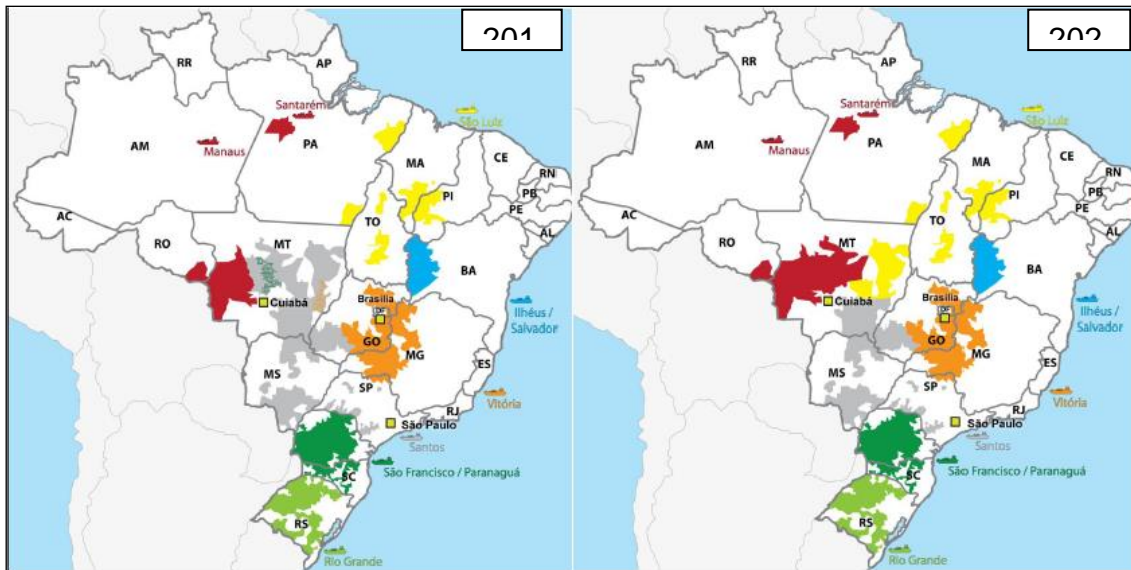 201
RR
AP
Santarém
São Luiz
AM
Manaus
PA
MA
CE
RN
PB
PE
AL
PI
AC
TO
RO
MT
BA
Cuiabá
Brasília
DF
Ilhéus /
Salvador
GO
MG
MS
ES
SP
Vitória
RJ
São Paulo
Santos
São Francisco / Paranaguá
SC
RS
Rio Grande
202
RR
AP
Santarém
São Luiz
AM
Manaus
PA
MA
CE
RN
PB
PE
AL
PI
AC
TO
RO
MT
BA
Cuiabá
Brasília
DF
Ilhéus /
Salvador
GO
MG
MS
ES
SP
Vitória
RJ
São Paulo
Santos
São Francisco / Paranaguá
SC
RS
Rio Grande